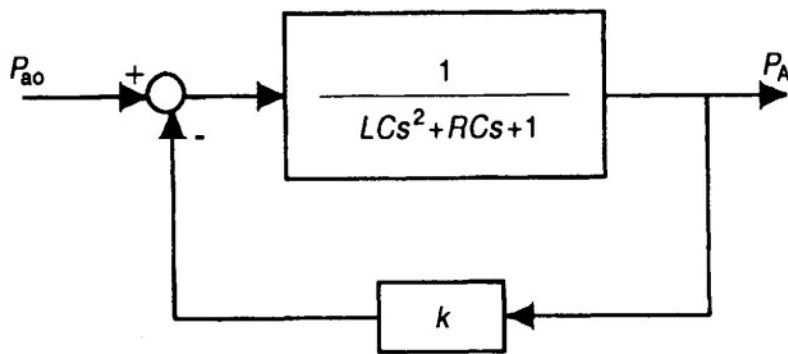 P_ao
+
-
1
LCs²+RCs+1
P_A
k